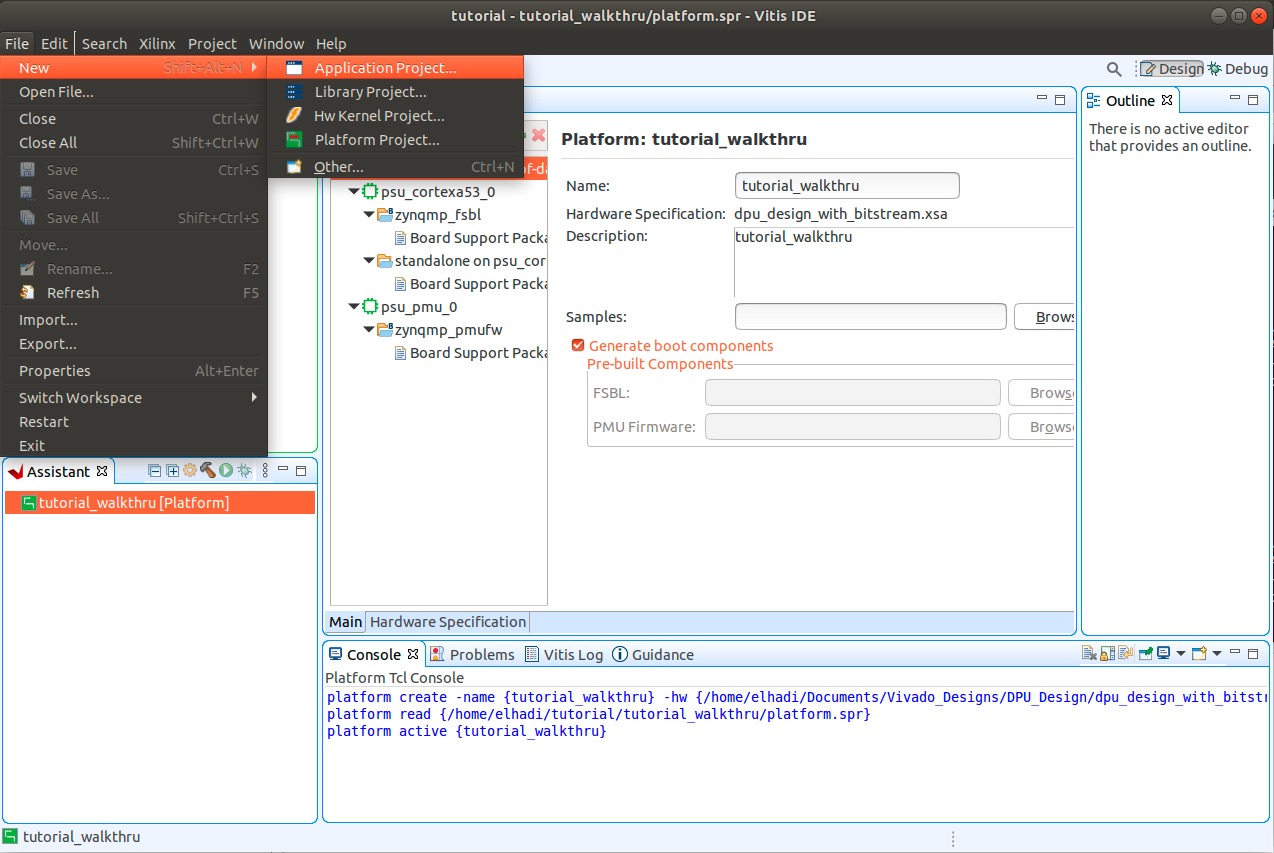 tutorial - tutorial_walkthru/platform.spr - Vitis IDE
File Edit Search Xilinx Project Window Help
New Shift+Alt+N
Open File...
Close Ctrl+W
Close All Shift+Ctrl+W
Save Ctrl+S
Save As...
Save All Shift+Ctrl+S
Move...
Rename... F2
Refresh F5
Import...
Export...
Properties Alt+Enter
Switch Workspace
Restart
Exit
Application Project...
Library Project...
Hw Kernel Project...
Platform Project...
Other... Ctrl+N
Design Debug
psu_cortexa53_0
zynqmp_fsbl
Board Support Packa
standalone on psu_cor
Board Support Packa
psu_pmu_0
zynqmp_pmufw
Board Support Packa
Platform: tutorial_walkthru
Name: tutorial_walkthru
Hardware Specification: dpu_design_with_bitstream.xsa
Description: tutorial_walkthru
Samples: Brows
Generate boot components
Pre-built Components
FSBL: Brows
PMU Firmware: Brows
Main Hardware Specification
Outline
There is no active editor
that provides an outline.
Assistant
tutorial_walkthru [Platform]
Console Problems Vitis Log Guidance
Platform Tcl Console
platform create -name {tutorial_walkthru} -hw {/home/elhadi/Documents/Vivado_Designs/DPU_Design/dpu_design_with_bitstr
platform read {/home/elhadi/tutorial/tutorial_walkthru/platform.spr}
platform active {tutorial_walkthru}
tutorial_walkthru